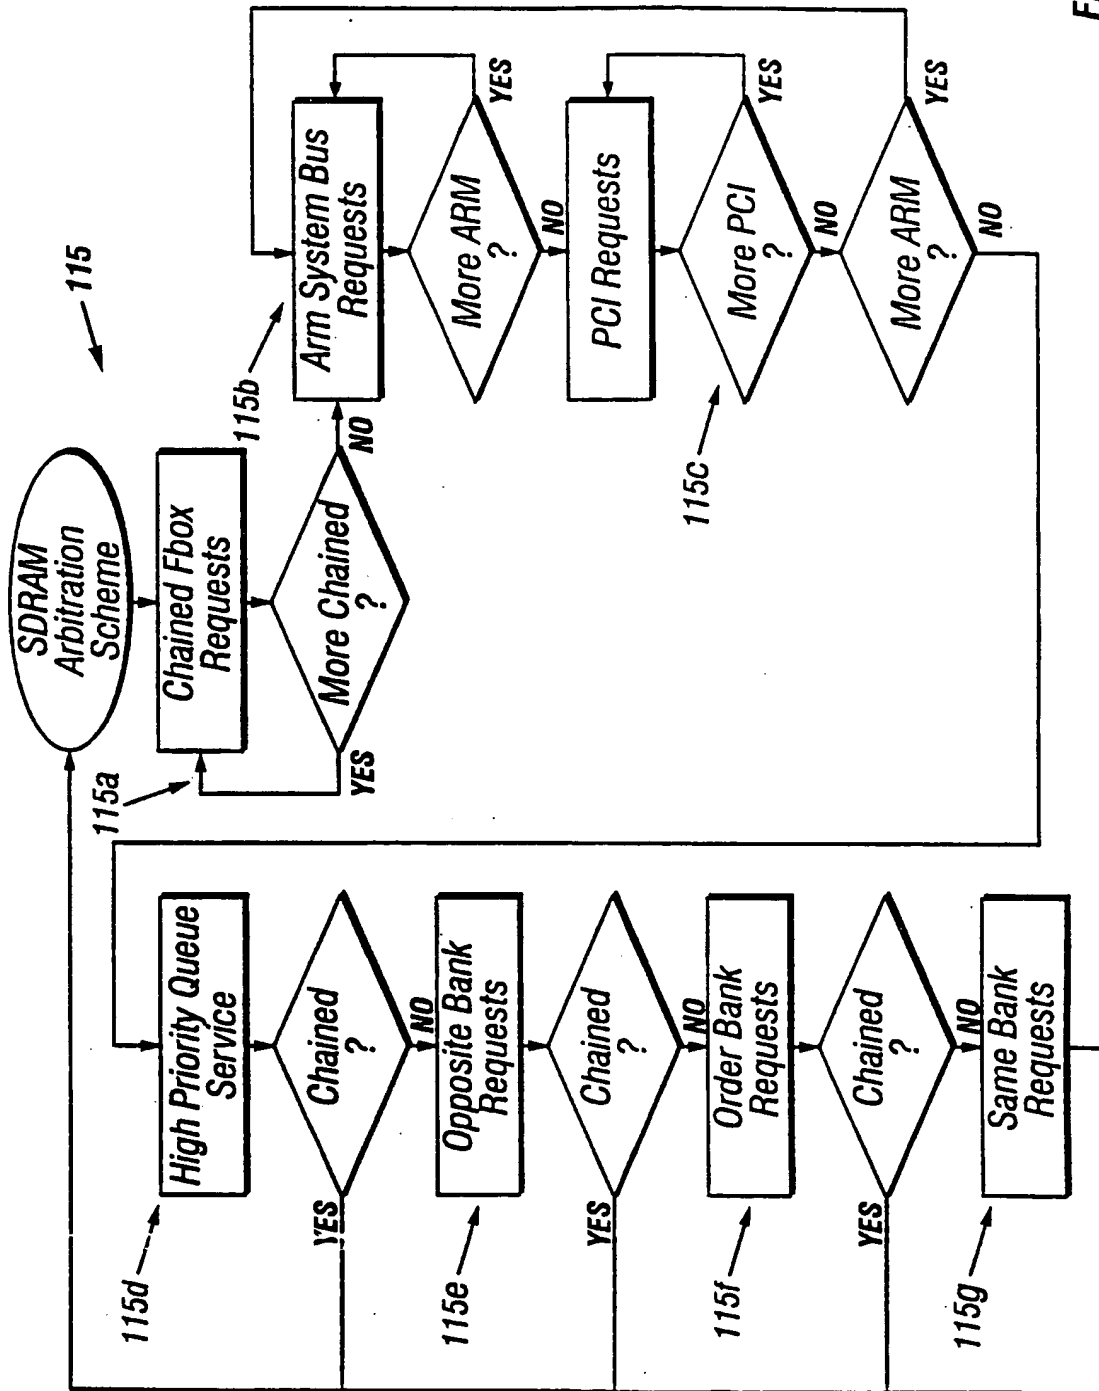 115
SDRAM
Arbitration
Scheme
115a
Chained Fbox
Requests
More Chained
?
YES
NO
115b
Arm System Bus
Requests
More ARM
?
YES
NO
PCI Requests
115c
More PCI
?
YES
NO
More ARM
?
YES
NO
115d
High Priority Queue
Service
Chained
?
YES
NO
115e
Opposite Bank
Requests
Chained
?
YES
NO
115f
Order Bank
Requests
Chained
?
YES
NO
115g
Same Bank
Requests